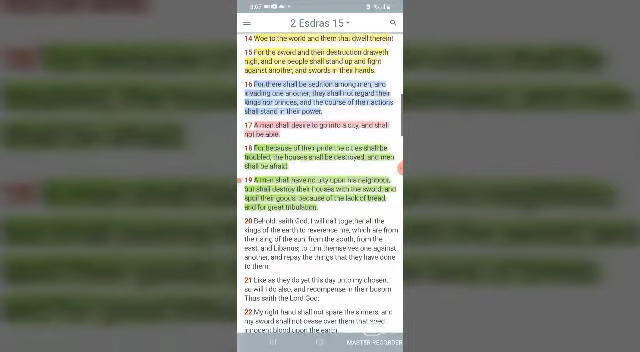 8:07
2 Esdras 15
14 Woe to the world and them that dwell therein!
15 For the sword and their destruction draweth
nigh, and one people shall stand up and fight
against another, and swords in their hands.
16 For there shall be sedition among men, and
invading one another; they shall not regard their
kings nor princes, and the course of their actions
shall stand in their power.
17 A man shall desire to go into a city, and shall
not be able.
18 For because of their pride the cities shall be
troubled, the houses shall be destroyed, and men
shall be afraid.
19 A man shall have no pity upon his neighbour,
but shall destroy their houses with the sword, and
spoil their goods, because of the lack of bread,
and for great tribulation.
20 Behold, saith God, I will call together all the
kings of the earth to reverence me, which are from
the rising of the sun, from the south, from the
east, and Libanus; to turn themselves one against
another, and repay the things that they have done
to them.
21 Like as they do yet this day unto my chosen,
so will I do also, and recompense in their bosom.
Thus saith the Lord God;
22 My right hand shall not spare the sinners, and
my sword shall not cease over them that shed
innocent blood upon the earth.
MASTER RECORDER